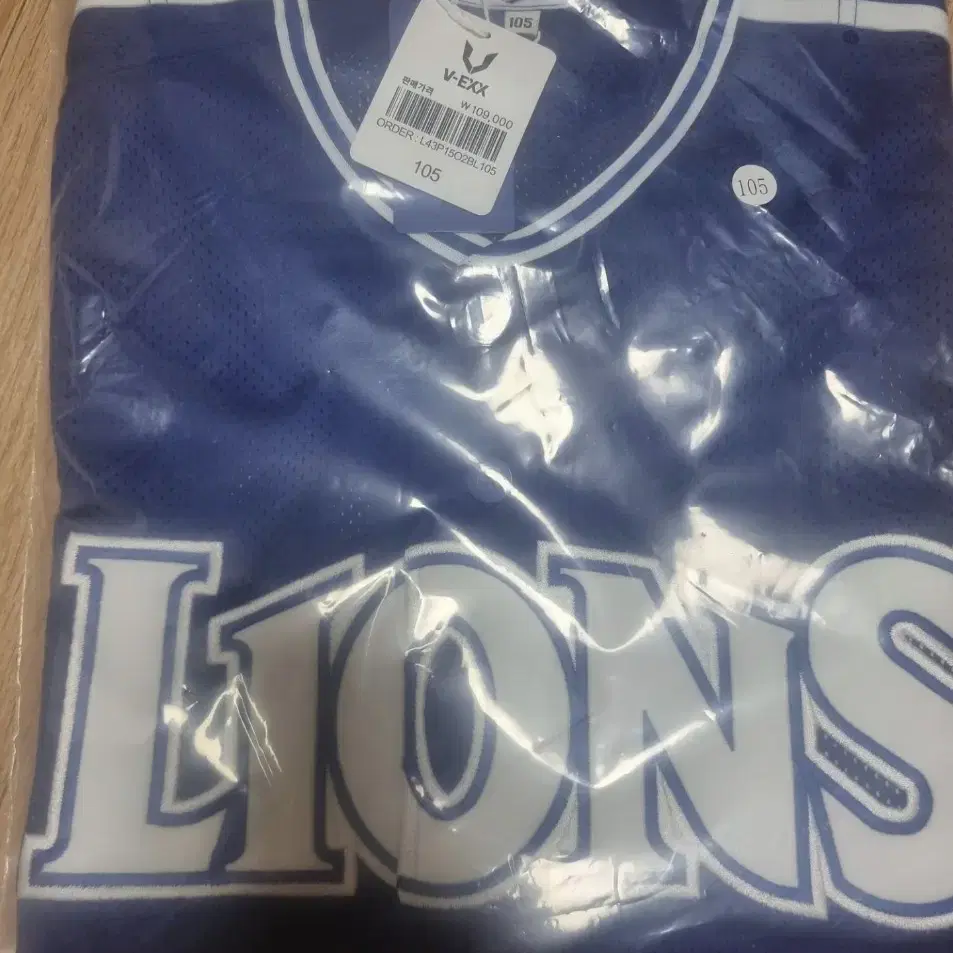 105
V-EXX
판매가격
₩109,000
ORDER : L43P15O2BL105
105
105
LIONS